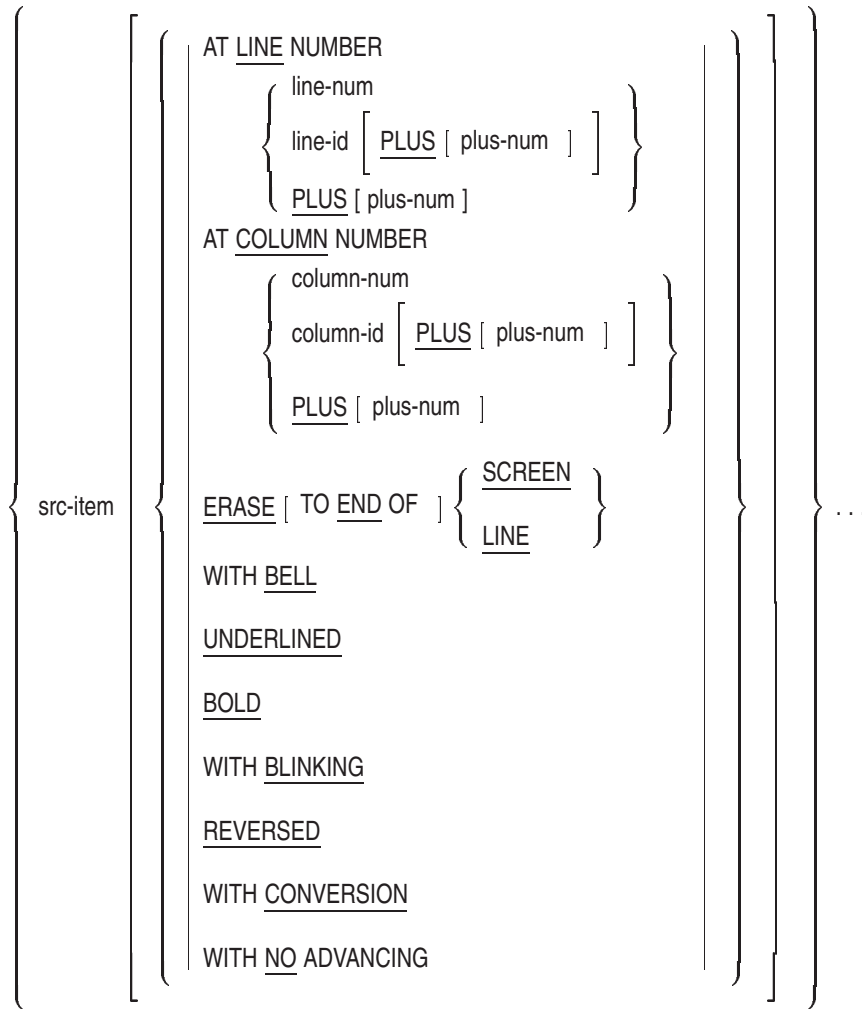 AT LINE NUMBER
line-num
line-id [ PLUS [ plus-num ] ]
PLUS [ plus-num ]
AT COLUMN NUMBER
column-num
column-id [ PLUS [ plus-num ] ]
PLUS [ plus-num ]
src-item
ERASE [ TO END OF ] { SCREEN
LINE }
...
WITH BELL
UNDERLINED
BOLD
WITH BLINKING
REVERSED
WITH CONVERSION
WITH NO ADVANCING